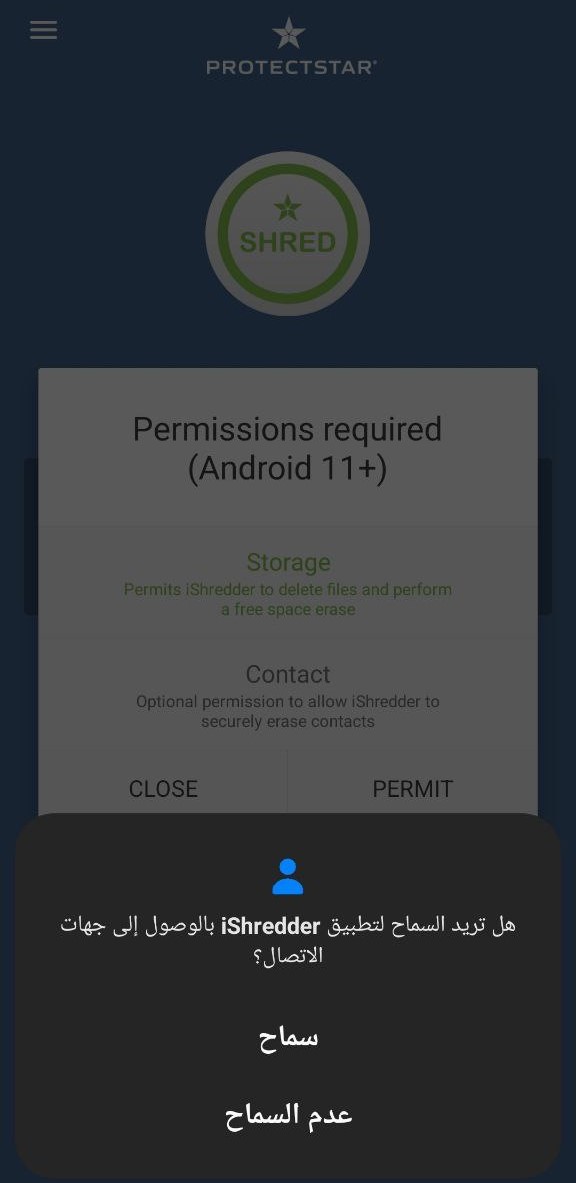 PROTECTSTAR®
SHRED
Permissions required
(Android 11+)
Storage
Permits iShredder to delete files and perform
a free space erase
Contact
Optional permission to allow iShredder to
securely erase contacts
CLOSE
PERMIT
هل تريد السماح لتطبيق iShredder بالوصول إلى جهات
الاتصال؟
سماح
عدم السماح